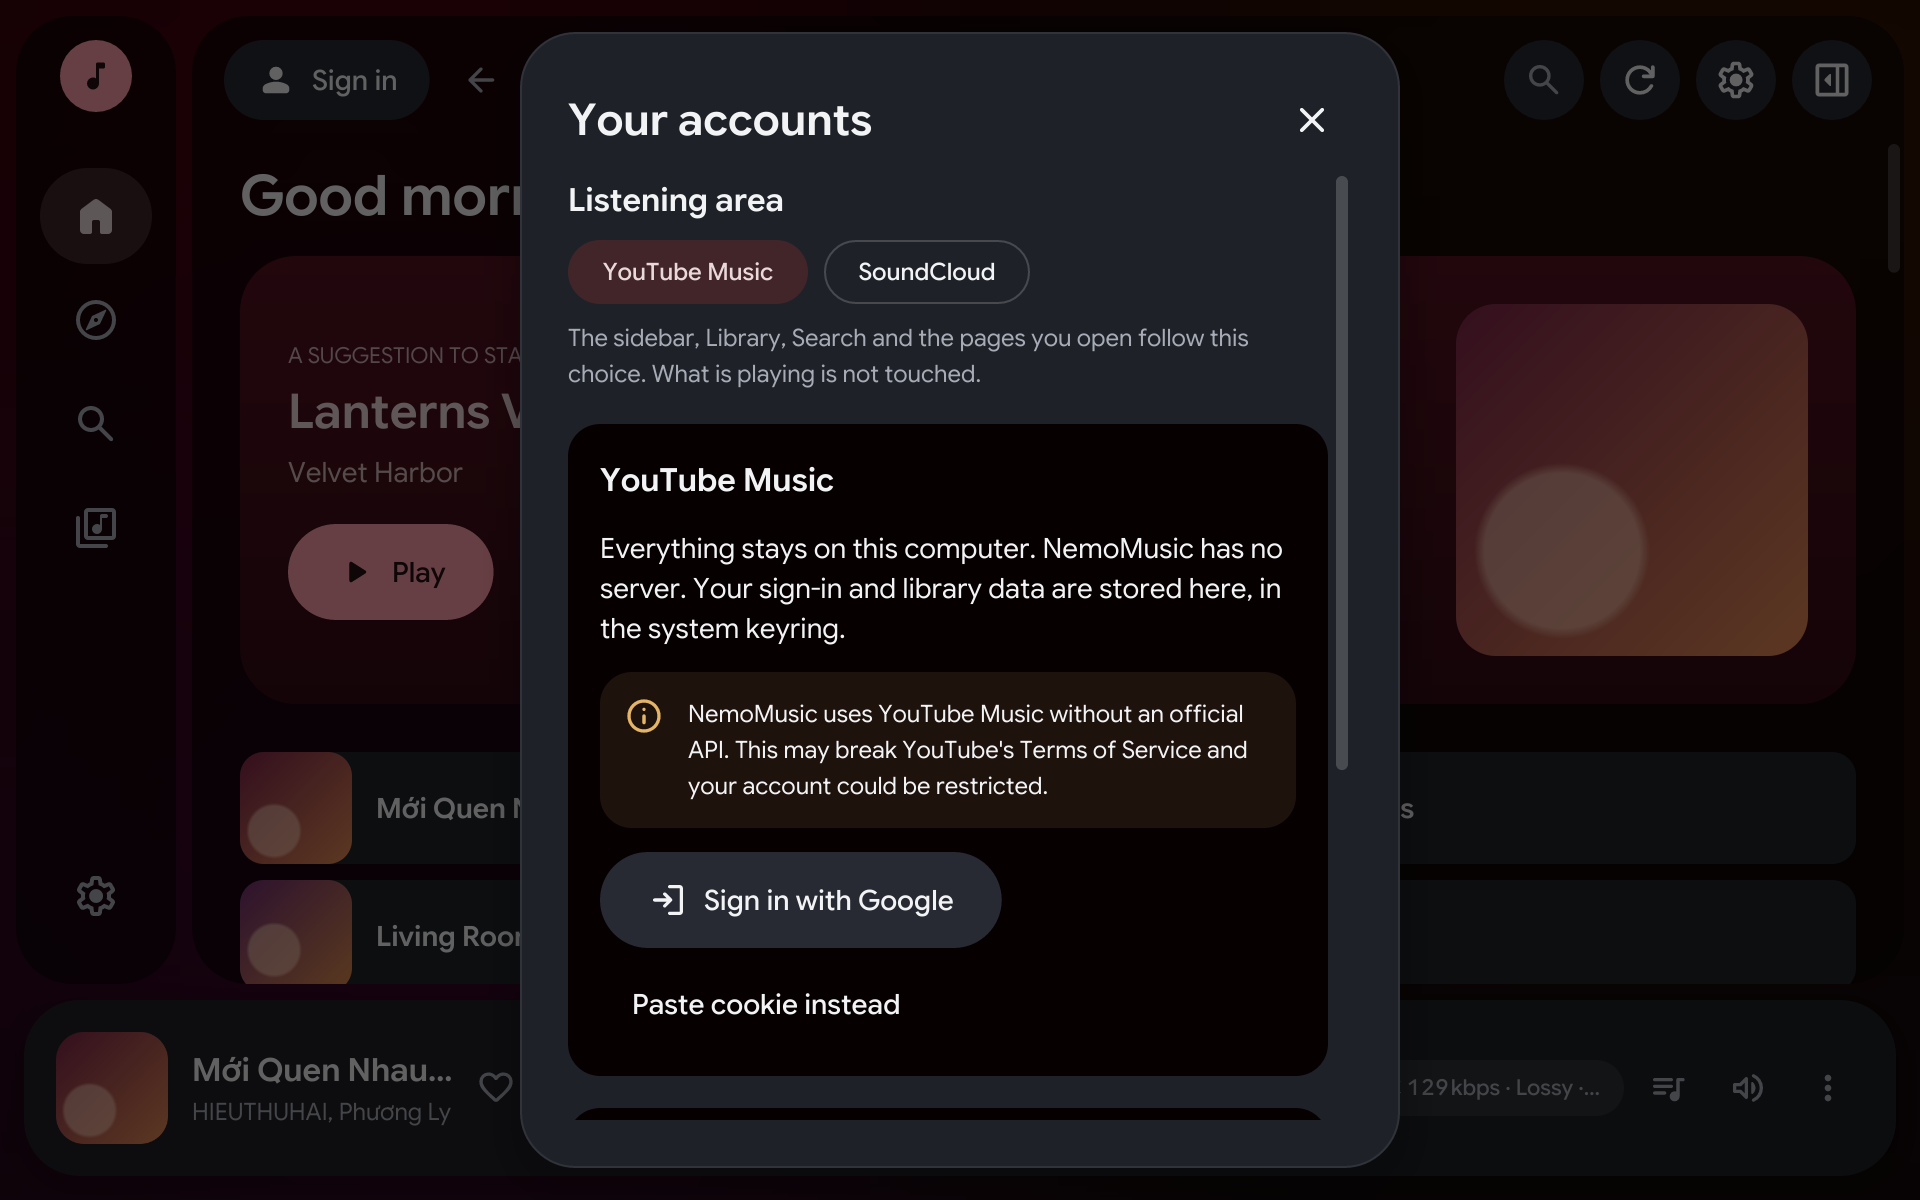 Sign in
Good morn
A SUGGESTION TO STA
Lanterns
Velvet Harbor
Play
Mới Quen
Living Room
Your accounts
Listening area
YouTube Music
SoundCloud
The sidebar, Library, Search and the pages you open follow this
choice. What is playing is not touched.
YouTube Music
Everything stays on this computer. NemoMusic has no
server. Your sign-in and library data are stored here, in
the system keyring.
NemoMusic uses YouTube Music without an official
API. This may break YouTube's Terms of Service and
your account could be restricted.
Sign in with Google
Paste cookie instead
s
Mới Quen Nhau...
HIEUTHUHAI, Phương Ly
129kbps · Lossy ·...